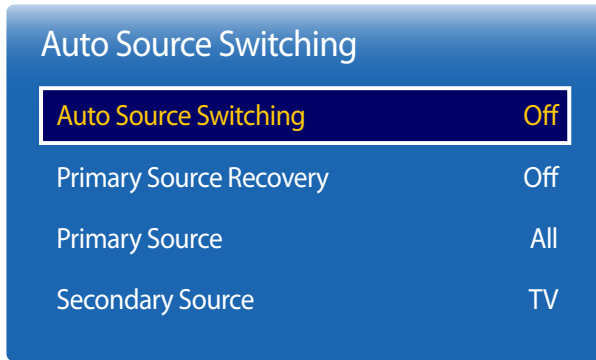 Auto Source Switching
Auto Source Switching Off
Primary Source Recovery Off
Primary Source All
Secondary Source TV